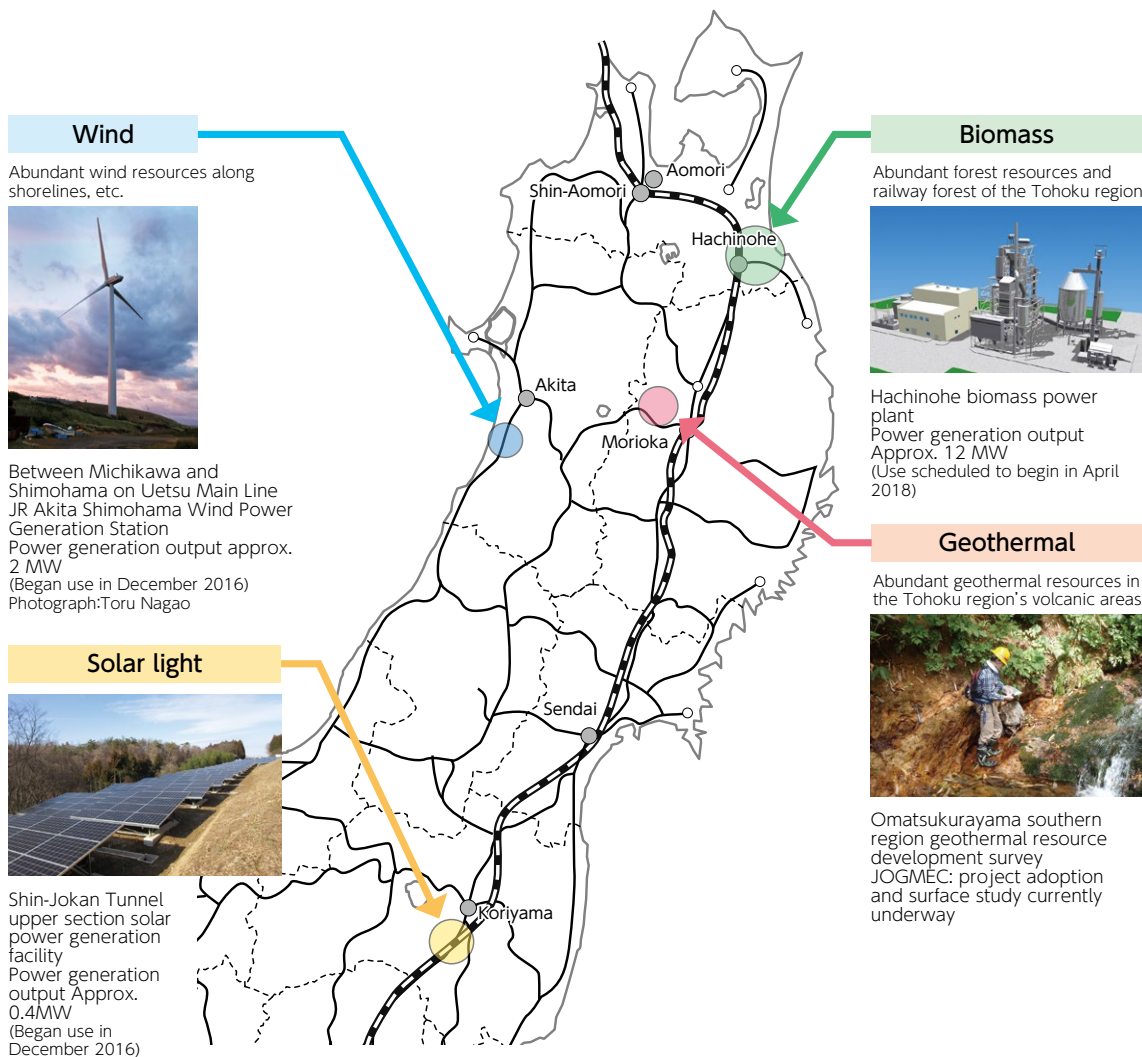 Wind
Abundant wind resources along
shorelines, etc.
Between Michikawa and
Shimohama on Uetsu Main Line
JR Akita Shimohama Wind Power
Generation Station
Power generation output approx.
2 MW
(Began use in December 2016)
Photograph:Toru Nagao
Solar light
Shin-Jokan Tunnel
upper section solar
power generation
facility
Power generation
output Approx.
0.4MW
(Began use in
December 2016)
Aomori
Shin-Aomori
Hachinohe
Akita
Morioka
Sendai
Koriyama
Biomass
Abundant forest resources and
railway forest of the Tohoku region
Hachinohe biomass power
plant
Power generation output
Approx. 12 MW
(Use scheduled to begin in April
2018)
Geothermal
Abundant geothermal resources in
the Tohoku region's volcanic areas
Omatsukurayama southern
region geothermal resource
development survey
JOGMEC: project adoption
and surface study currently
underway